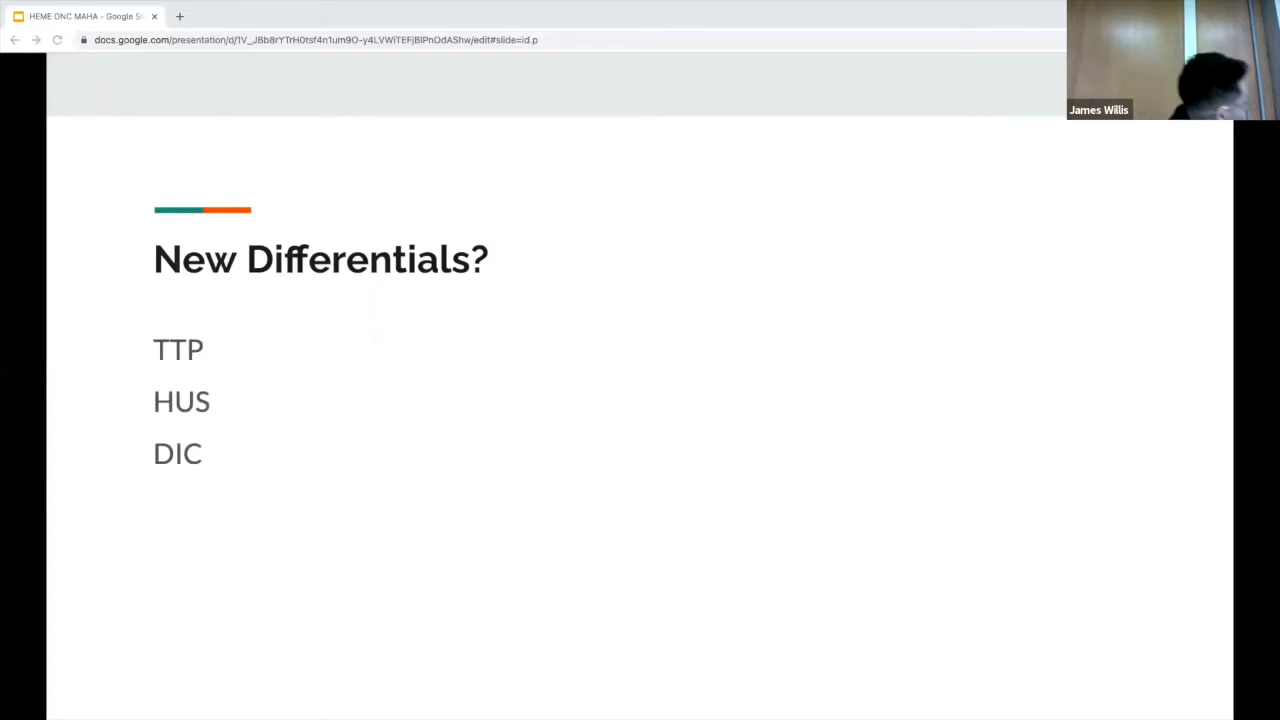 HEME ONC MAHA - Google Sl
docs.google.com/presentation/d/1V_JBb8rYTrH0tsf4n1um9O-y4LVWiTEFjBlPnOdAShw/edit#slide=id.p
James Willis
New Differentials?
TTP
HUS
DIC